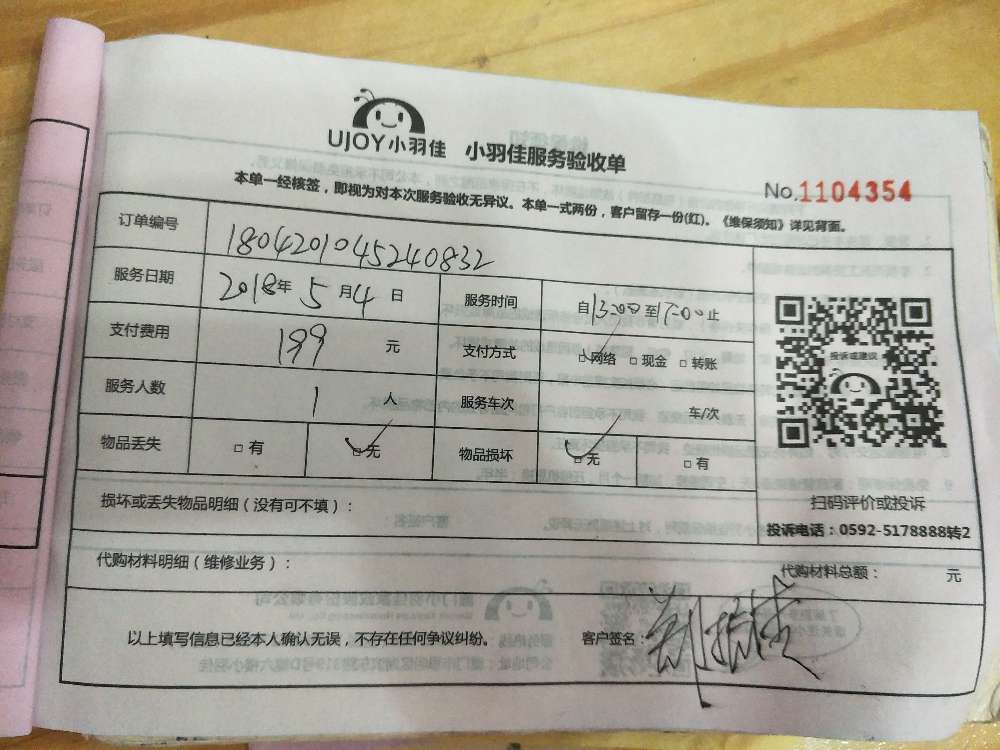 UJOY小羽佳 小羽佳服务验收单
No.1104354
本单一经核签，即视为对本次服务验收无异议。本单一式两份，客户留存一份(红)。《维保须知》详见背面。
订单编号 1804201045240832
服务日期 2018年5月4日 服务时间 自13:00至17:00止
支付费用 199 元 支付方式 □网络 □现金 □转账
服务人数 1 人 服务车次 车/次
物品丢失 □有 □无 物品损坏 □无 □有
投诉或建议
扫码评价或投诉
投诉电话：0592-5178888转2
损坏或丢失物品明细（没有可不填）：
代购材料明细（维修业务）： 代购材料总额： 元
以上填写信息已经本人确认无误，不存在任何争议纠纷。 客户签名：